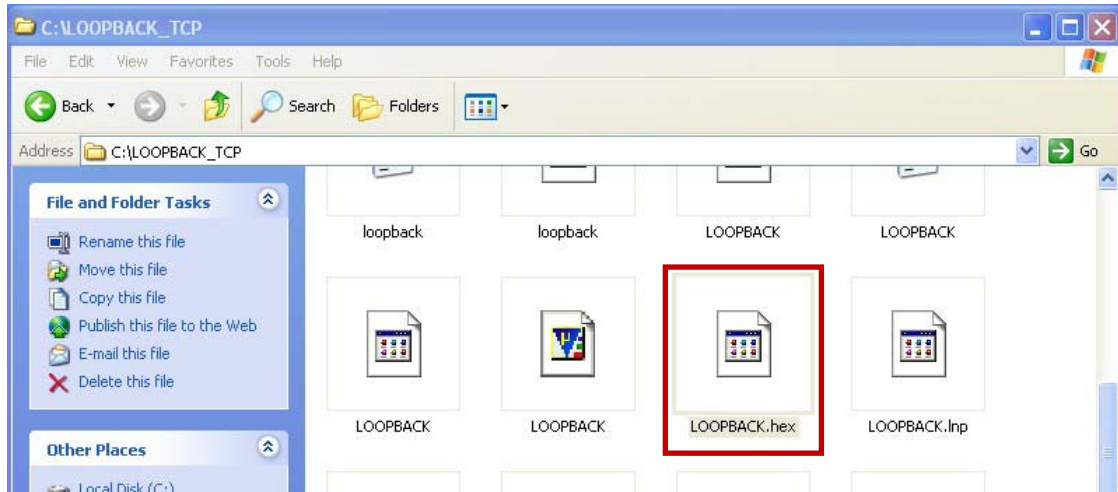 C:\LOOPBACK_TCP
File Edit View Favorites Tools Help
Back Search Folders
Address C:\LOOPBACK_TCP Go
File and Folder Tasks
Rename this file
Move this file
Copy this file
Publish this file to the Web
E-mail this file
Delete this file
Other Places
Local Disk (C:)
loopback loopback LOOPBACK LOOPBACK
LOOPBACK LOOPBACK LOOPBACK.hex LOOPBACK.lnp